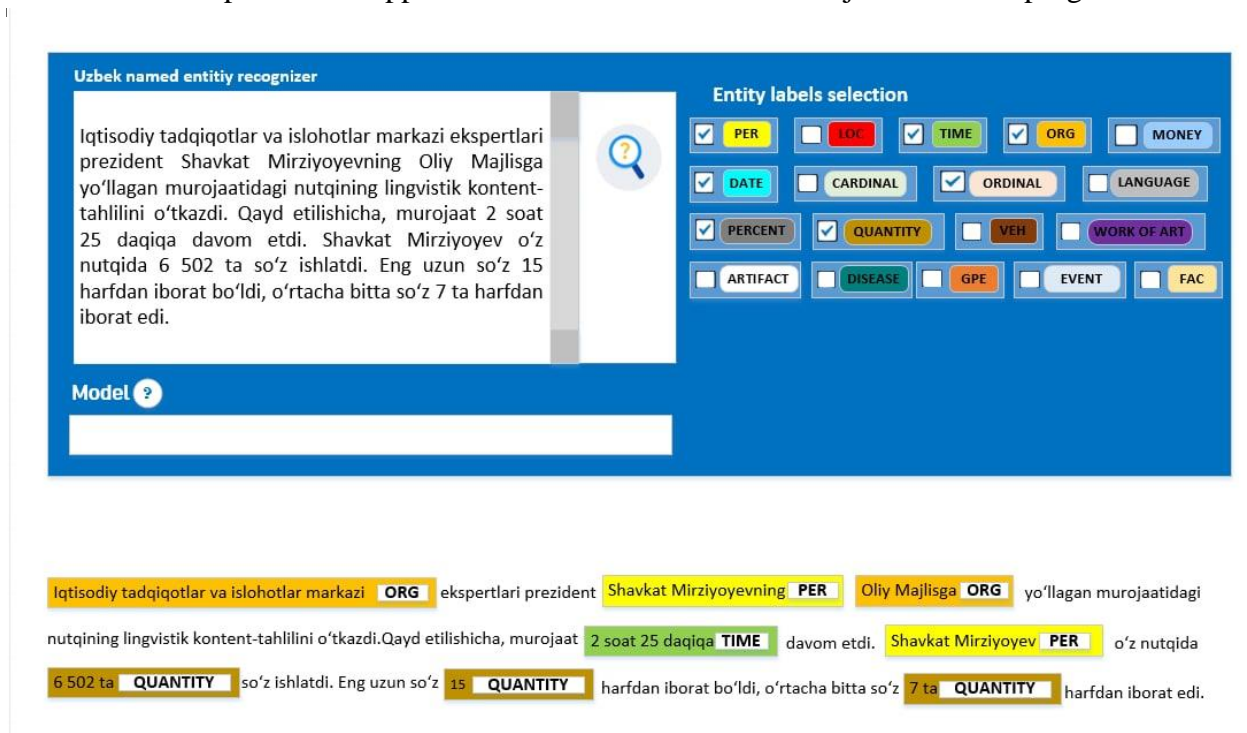 Uzbek named entitiy recognizer
Iqtisodiy tadqiqotlar va islohotlar markazi ekspertlari
prezident Shavkat Mirziyoyevning Oliy Majlisga
yo‘llagan murojaatidagi nutqining lingvistik kontent-
tahlilini o‘tkazdi. Qayd etilishicha, murojaat 2 soat
25 daqiqa davom etdi. Shavkat Mirziyoyev o‘z
nutqida 6 502 ta so‘z ishlatdi. Eng uzun so‘z 15
harfdan iborat bo‘ldi, o‘rtacha bitta so‘z 7 ta harfdan
iborat edi.
Model ?
Entity labels selection
PER LOC TIME ORG MONEY
DATE CARDINAL ORDINAL LANGUAGE
PERCENT QUANTITY VEH WORK OF ART
ARTIFACT DISEASE GPE EVENT FAC
Iqtisodiy tadqiqotlar va islohotlar markazi ORG ekspertlari prezident Shavkat Mirziyoyevning PER Oliy Majlisga ORG yo‘llagan murojaatidagi
nutqining lingvistik kontent-tahlilini o‘tkazdi.Qayd etilishicha, murojaat 2 soat 25 daqiqa TIME davom etdi. Shavkat Mirziyoyev PER o‘z nutqida
6 502 ta QUANTITY so‘z ishlatdi. Eng uzun so‘z 15 QUANTITY harfdan iborat bo‘ldi, o‘rtacha bitta so‘z 7 ta QUANTITY harfdan iborat edi.